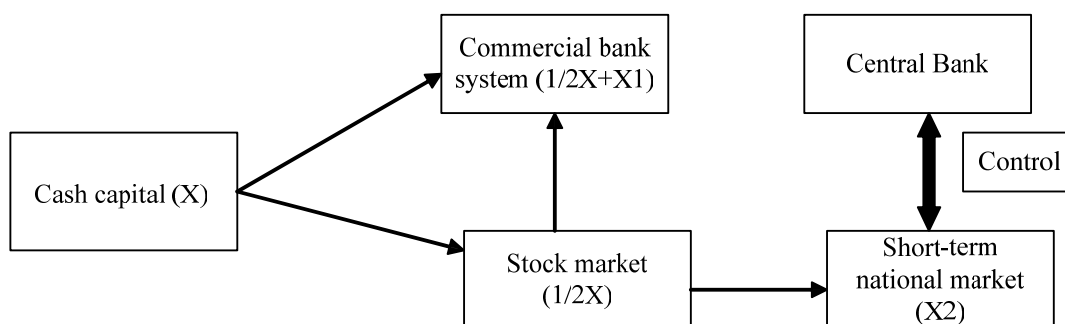 Commercial bank
system (1/2X+X1)
Central Bank
Cash capital (X)
Control
Stock market
(1/2X)
Short-term
national market
(X2)